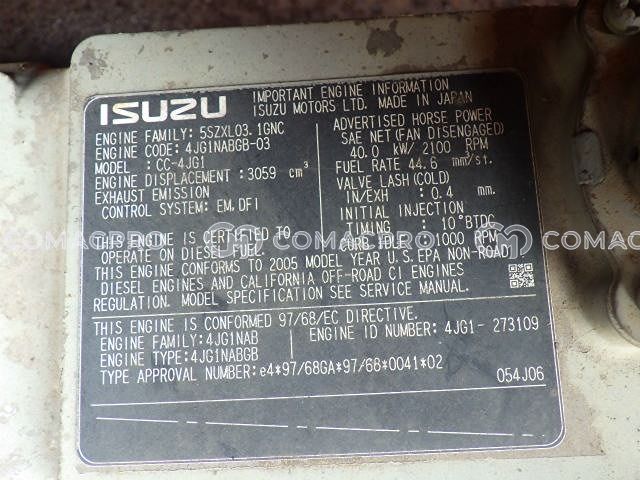 ISUZU
IMPORTANT ENGINE INFORMATION
ISUZU MOTORS LTD. MADE IN JAPAN
ENGINE FAMILY: 5SZXL03.1GNC
ENGINE CODE: 4JG1NABGB-03
MODEL : CC-4JG1
ENGINE DISPLACEMENT :3059 cm³
EXHAUST EMISSION
CONTROL SYSTEM: EM,DFI
THIS ENGINE IS CERTIFIED TO
OPERATE ON DIESEL FUEL.
ADVERTISED HORSE POWER
SAE NET (FAN DISENGAGED)
40.0 kW/ 2100 RPM
FUEL RATE 44.6 mm³/st.
VALVE LASH (COLD)
IN/EXH : 0.4 mm.
INITIAL INJECTION
TIMING : 10°BTDC
CURB IDLE :1000 RPM
THIS ENGINE CONFORMS TO 2005 MODEL YEAR U.S.EPA NON-ROAD
DIESEL ENGINES AND CALIFORNIA OFF-ROAD CI ENGINES
REGULATION. MODEL SPECIFICATION SEE SERVICE MANUAL.
THIS ENGINE IS CONFORMED 97/68/EC DIRECTIVE.
ENGINE FAMILY:4JG1NAB
ENGINE ID NUMBER: 4JG1- 273109
ENGINE TYPE:4JG1NABGB
TYPE APPROVAL NUMBER: e4*97/68GA*97/68*0041*02
054J06
COMACPRO COMACPRO COMACPRO